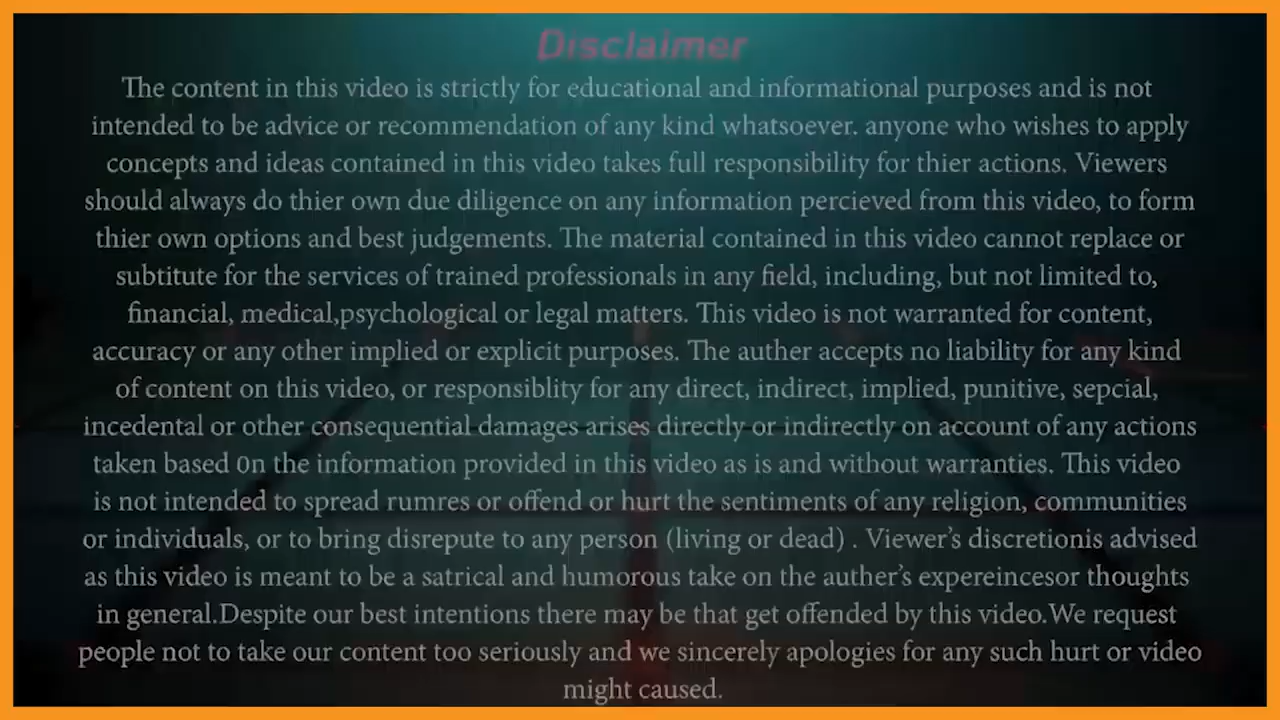 Disclaimer
The content in this video is strictly for educational and informational purposes and is not
intended to be advice or recommendation of any kind whatsoever. anyone who wishes to apply
concepts and ideas contained in this video takes full responsibility for thier actions. Viewers
should always do thier own due diligence on any information percieved from this video, to form
thier own options and best judgements. The material contained in this video cannot replace or
subtitute for the services of trained professionals in any field, including, but not limited to,
financial, medical,psychological or legal matters. This video is not warranted for content,
accuracy or any other implied or explicit purposes. The auther accepts no liability for any kind
of content on this video, or responsiblity for any direct, indirect, implied, punitive, sepcial,
incedental or other consequential damages arises directly or indirectly on account of any actions
taken based 0n the information provided in this video as is and without warranties. This video
is not intended to spread rumres or offend or hurt the sentiments of any religion, communities
or individuals, or to bring disrepute to any person (living or dead) . Viewer's discretionis advised
as this video is meant to be a satrical and humorous take on the auther's expereincesor thoughts
in general.Despite our best intentions there may be that get offended by this video.We request
people not to take our content too seriously and we sincerely apologies for any such hurt or video
might caused.